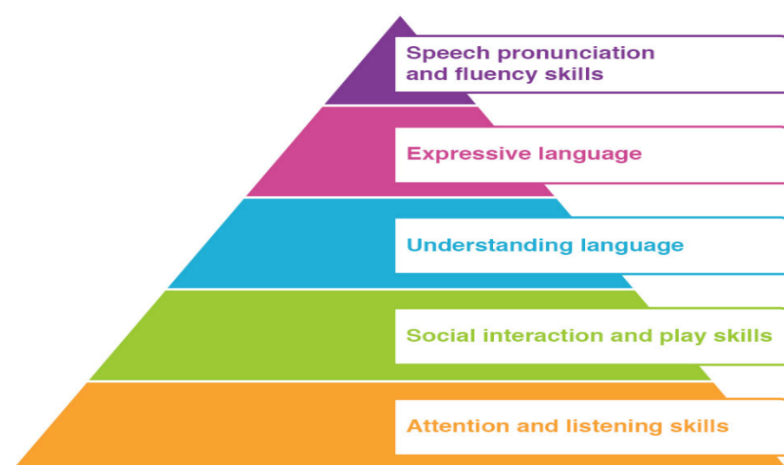 Speech pronunciation
and fluency skills
Expressive language
Understanding language
Social interaction and play skills
Attention and listening skills